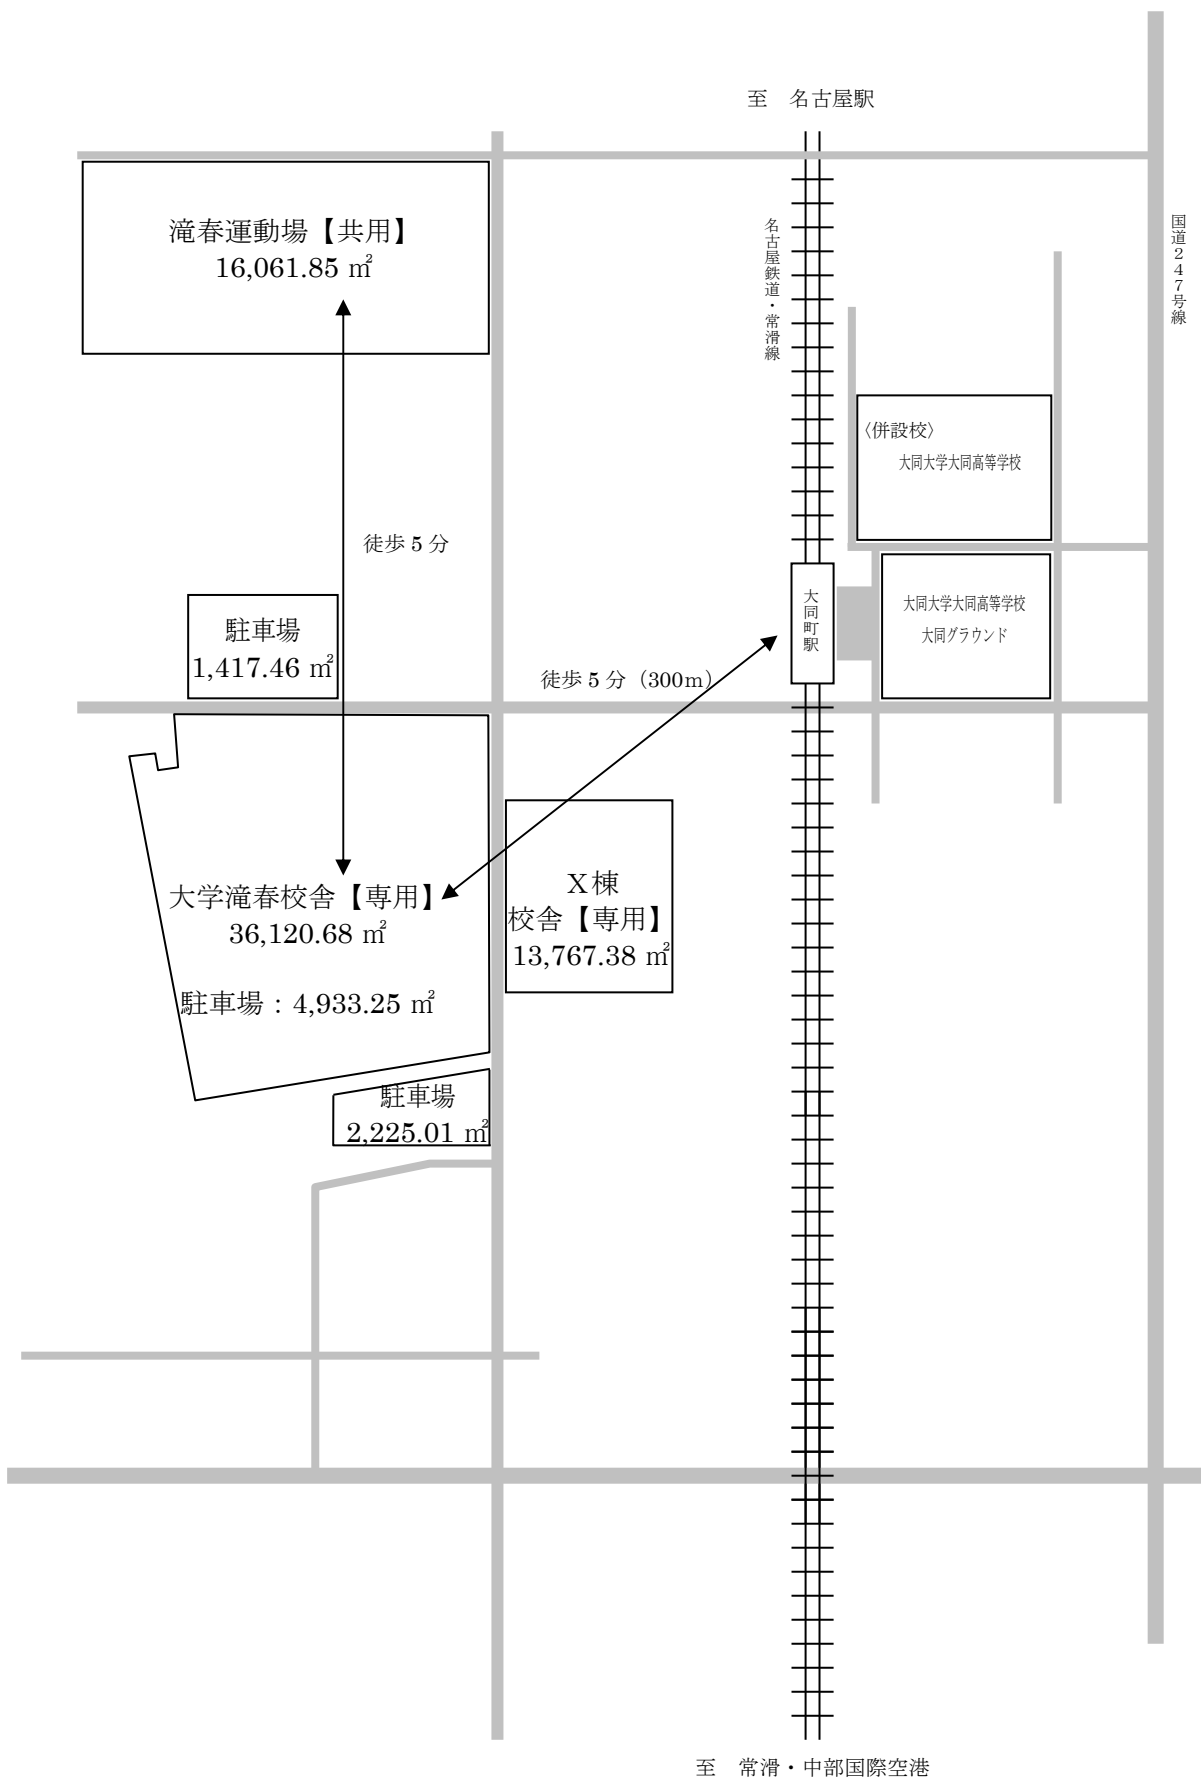 至　名古屋駅
滝春運動場【共用】
16,061.85 ㎡
名古屋鉄道・常滑線
国道２４７号線
〈併設校〉
大同大学大同高等学校
徒歩 5 分
大同町駅
大同大学大同高等学校
大同グラウンド
駐車場
1,417.46 ㎡
徒歩 5 分（300ｍ）
大学滝春校舎【専用】
36,120.68 ㎡
駐車場：4,933.25 ㎡
Ｘ棟
校舎【専用】
13,767.38 ㎡
駐車場
2,225.01 ㎡
至　常滑・中部国際空港